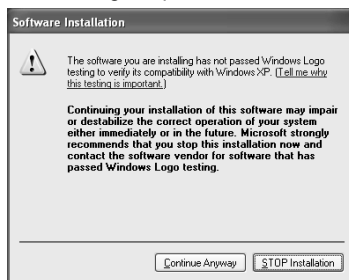 Software Installation
The software you are installing has not passed Windows Logo
testing to verify its compatibility with Windows XP. (Tell me why
this testing is important.)
Continuing your installation of this software may impair
or destabilize the correct operation of your system
either immediately or in the future. Microsoft strongly
recommends that you stop this installation now and
contact the software vendor for software that has
passed Windows Logo testing.
Continue Anyway
STOP Installation